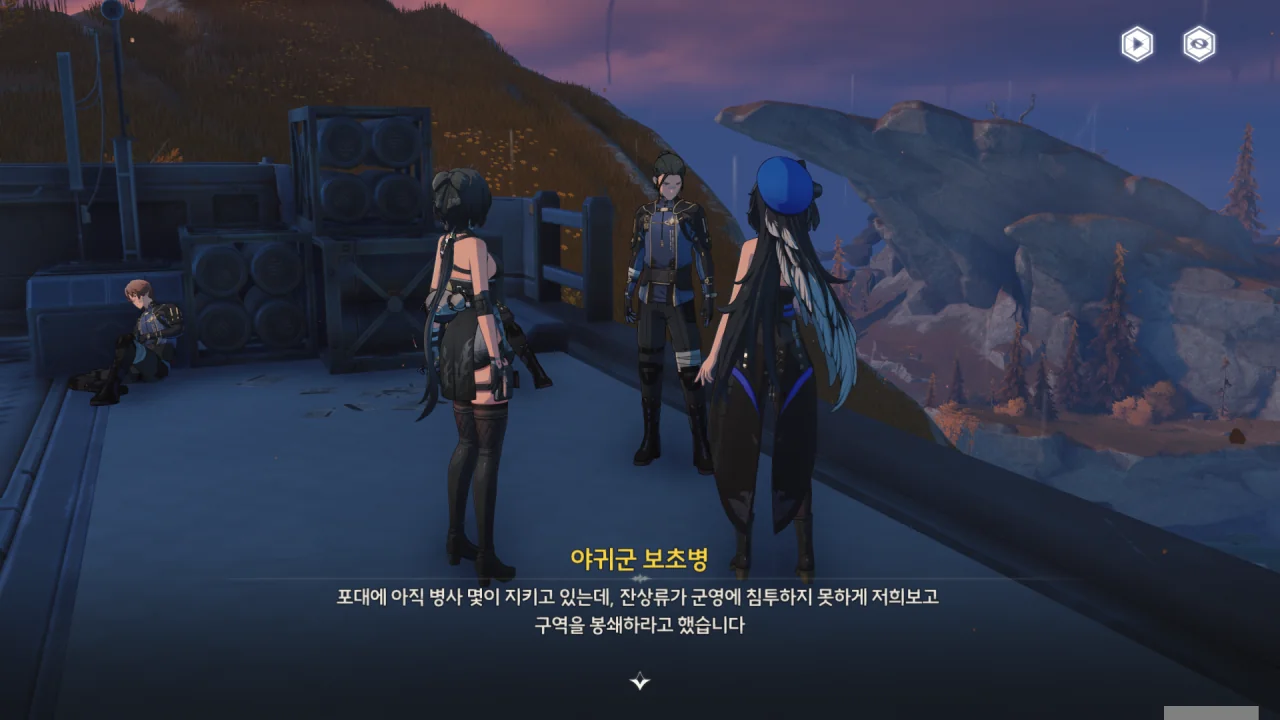 야귀군 보초병
포대에 아직 병사 몇이 지키고 있는데, 잔상류가 군영에 침투하지 못하게 저희보고
구역을 봉쇄하라고 했습니다